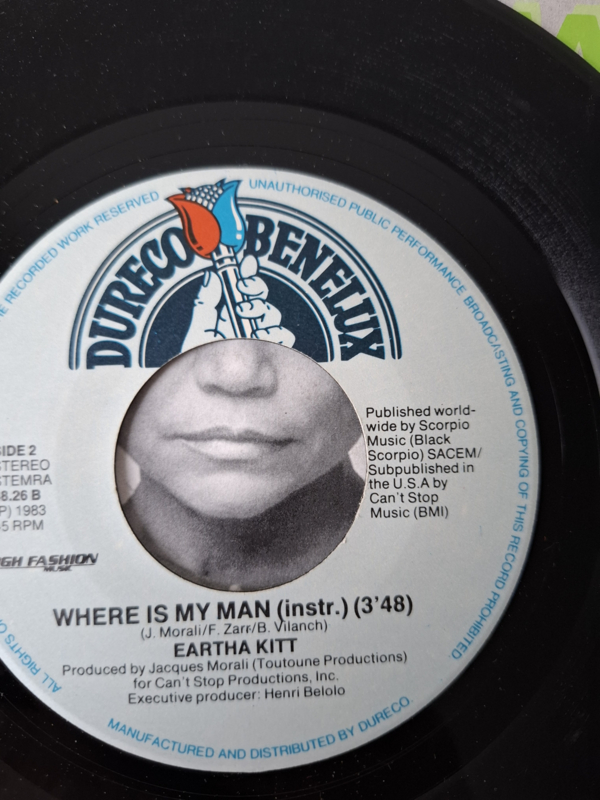 E RECORDED WORK RESERVED
UNAUTHORISED PUBLIC PERFORMANCE BROADCASTING AND COPYING OF THIS RECORD PROHIBITED
DURECO BENELUX
SIDE 2
STEREO
STEMRA
8.26 B
P) 1983
5 RPM
GH FASHION
MUSIC
Published world-
wide by Scorpio
Music (Black
Scorpio) SACEM/
Subpublished in
the U.S.A by
Can't Stop
Music (BMI)
WHERE IS MY MAN (instr.) (3'48)
(J. Morali/F. Zarr/B. Vilanch)
EARTHA KITT
Produced by Jacques Morali (Toutoune Productions)
for Can't Stop Productions, Inc.
Executive producer: Henri Belolo
ALL RIGHTS O
MANUFACTURED AND DISTRIBUTED BY DURECO.